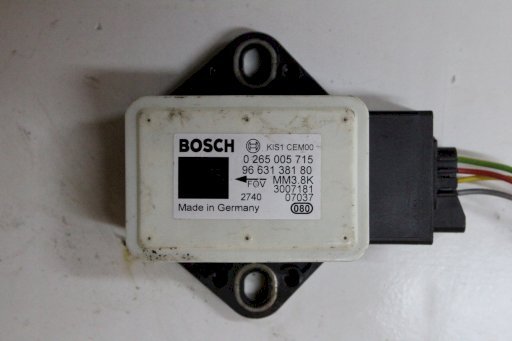 BOSCH KIS1 CEM00
0 265 005 715
96 631 381 80
FGV MM3.8K
3007181
2740 07037
Made in Germany 080